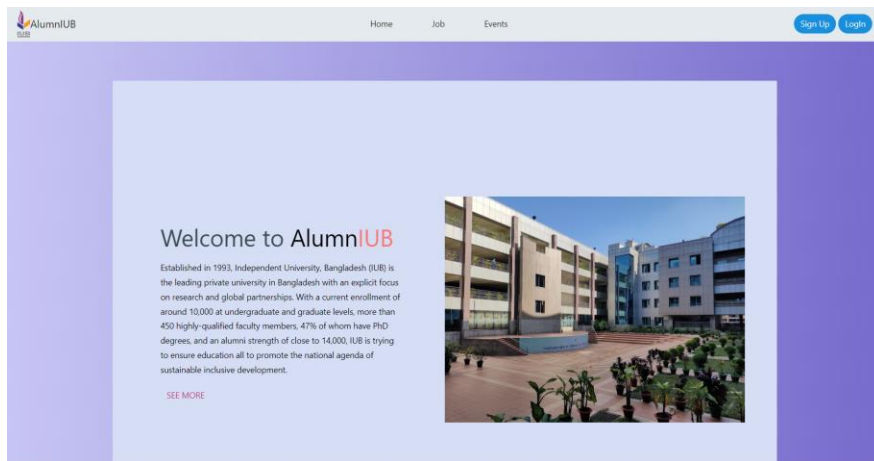 AlumnIUB
IUB
Home Job Events
Sign Up LogIn
Welcome to AlumnIUB
Established in 1993, Independent University, Bangladesh (IUB) is
the leading private university in Bangladesh with an explicit focus
on research and global partnerships. With a current enrollment of
around 10,000 at undergraduate and graduate levels, more than
450 highly-qualified faculty members, 47% of whom have PhD
degrees, and an alumni strength of close to 14,000, IUB is trying
to ensure education all to promote the national agenda of
sustainable inclusive development.
SEE MORE